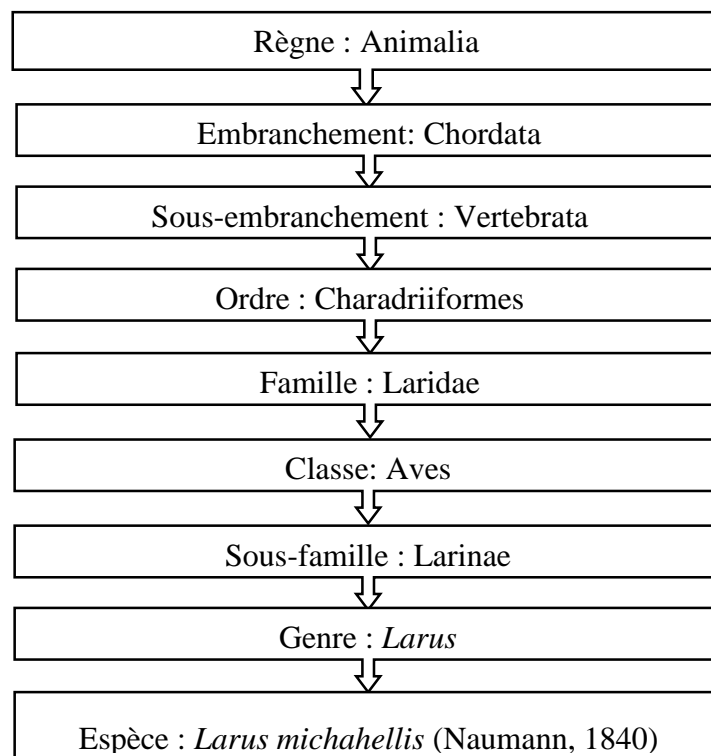 Règne : Animalia
Embranchement: Chordata
Sous-embranchement : Vertebrata
Ordre : Charadriiformes
Famille : Laridae
Classe: Aves
Sous-famille : Larinae
Genre : Larus
Espèce : Larus michahellis (Naumann, 1840)